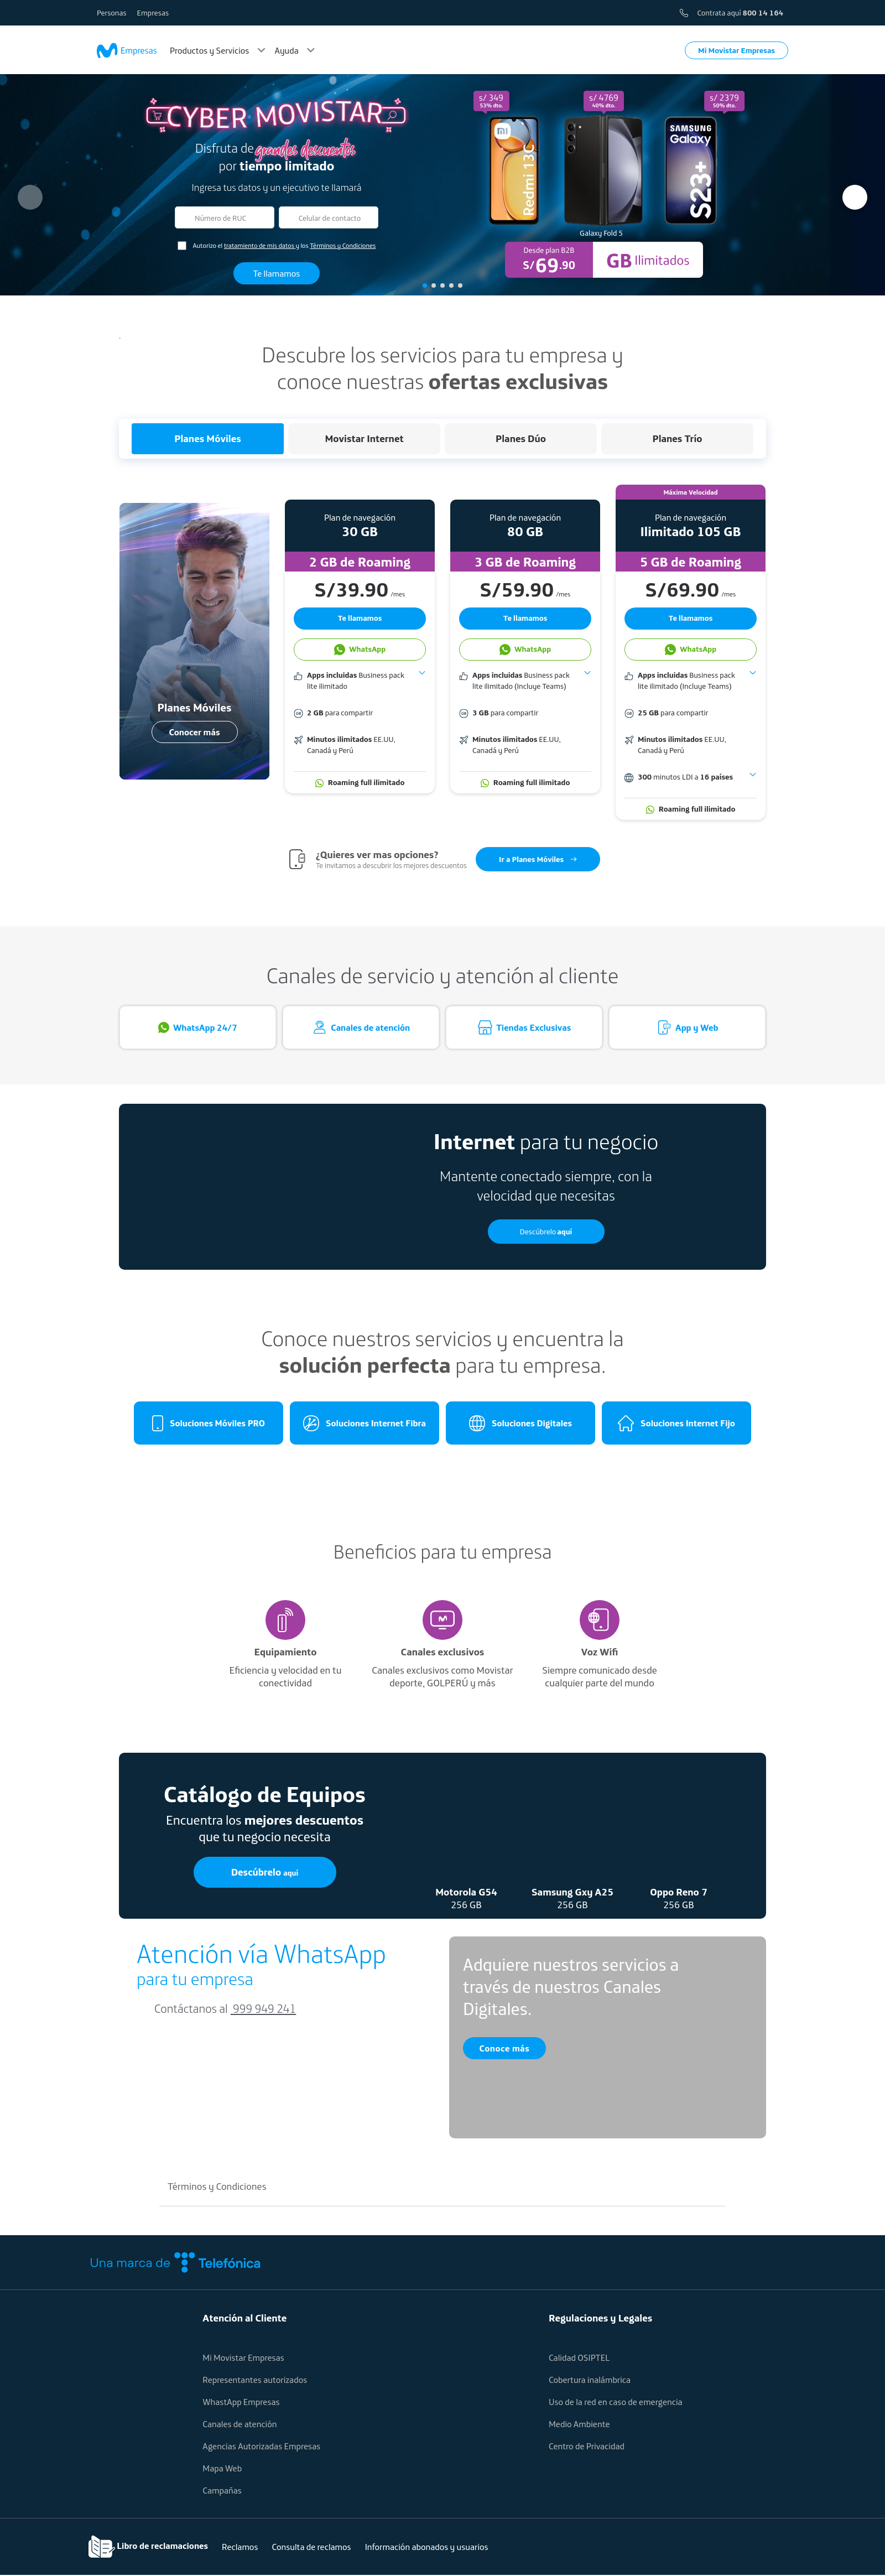 Personas Empresas Contrata aquí 800 14 164
Empresas Productos y Servicios Ayuda Mi Movistar Empresas
CYBER MOVISTAR
Disfruta de grandes descuentos
por tiempo limitado
Ingresa tus datos y un ejecutivo te llamará
Número de RUC Celular de contacto
Autorizo el tratamiento de mis datos y los Términos y Condiciones
Te llamamos
s/ 349
53% dto.
s/ 4769
40% dto.
s/ 2379
50% dto.
Redmi 13C
SAMSUNG
Galaxy
S23+
Galaxy Fold 5
Desde plan B2B
S/69.90
GB Ilimitados
Descubre los servicios para tu empresa y
conoce nuestras ofertas exclusivas
Planes Móviles Movistar Internet Planes Dúo Planes Trío
Planes Móviles
Conocer más
Plan de navegación
30 GB
2 GB de Roaming
S/39.90 /mes
Te llamamos
WhatsApp
Apps incluidas Business pack
lite ilimitado
2 GB para compartir
Minutos ilimitados EE.UU,
Canadá y Perú
Roaming full ilimitado
Plan de navegación
80 GB
3 GB de Roaming
S/59.90 /mes
Te llamamos
WhatsApp
Apps incluidas Business pack
lite ilimitado (Incluye Teams)
3 GB para compartir
Minutos ilimitados EE.UU,
Canadá y Perú
Roaming full ilimitado
Máxima Velocidad
Plan de navegación
Ilimitado 105 GB
5 GB de Roaming
S/69.90 /mes
Te llamamos
WhatsApp
Apps incluidas Business pack
lite ilimitado (Incluye Teams)
25 GB para compartir
Minutos ilimitados EE.UU,
Canadá y Perú
300 minutos LDI a 16 países
Roaming full ilimitado
¿Quieres ver mas opciones?
Te invitamos a descubrir los mejores descuentos
Ir a Planes Móviles
Canales de servicio y atención al cliente
WhatsApp 24/7 Canales de atención Tiendas Exclusivas App y Web
Internet para tu negocio
Mantente conectado siempre, con la
velocidad que necesitas
Descúbrelo aquí
Conoce nuestros servicios y encuentra la
solución perfecta para tu empresa.
Soluciones Móviles PRO Soluciones Internet Fibra Soluciones Digitales Soluciones Internet Fijo
Beneficios para tu empresa
Equipamiento
Eficiencia y velocidad en tu
conectividad
Canales exclusivos
Canales exclusivos como Movistar
deporte, GOLPERÚ y más
Voz Wifi
Siempre comunicado desde
cualquier parte del mundo
Catálogo de Equipos
Encuentra los mejores descuentos
que tu negocio necesita
Descúbrelo aquí
Motorola G54
256 GB
Samsung Gxy A25
256 GB
Oppo Reno 7
256 GB
Atención vía WhatsApp
para tu empresa
Contáctanos al 999 949 241
Adquiere nuestros servicios a
través de nuestros Canales
Digitales.
Conoce más
Términos y Condiciones
Una marca de Telefónica
Atención al Cliente
Mi Movistar Empresas
Representantes autorizados
WhastApp Empresas
Canales de atención
Agencias Autorizadas Empresas
Mapa Web
Campañas
Regulaciones y Legales
Calidad OSIPTEL
Cobertura inalámbrica
Uso de la red en caso de emergencia
Medio Ambiente
Centro de Privacidad
Libro de reclamaciones Reclamos Consulta de reclamos Información abonados y usuarios